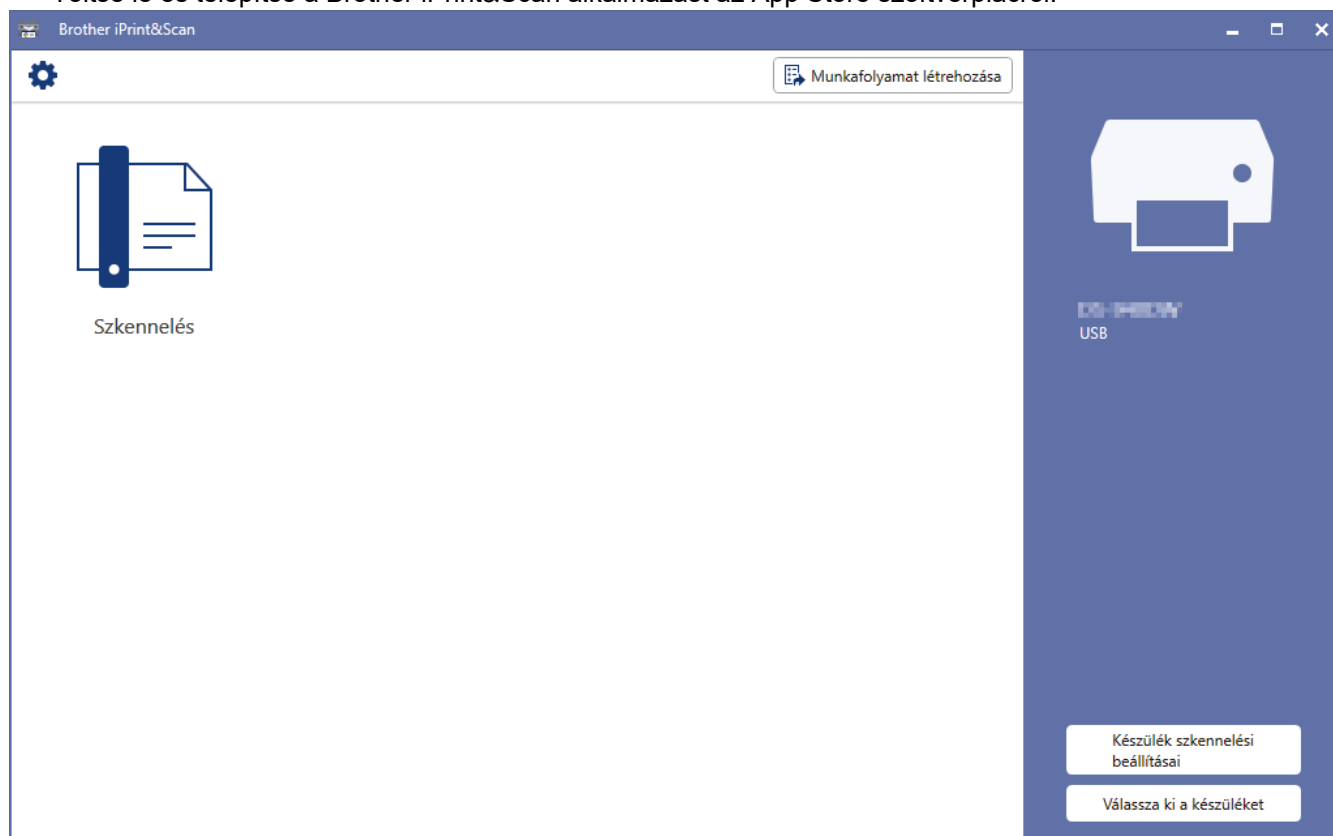 Brother iPrint&Scan
Munkafolyamat létrehozása
Szkennelés
USB
Készülék szkennelési
beállításai
Válassza ki a készüléket